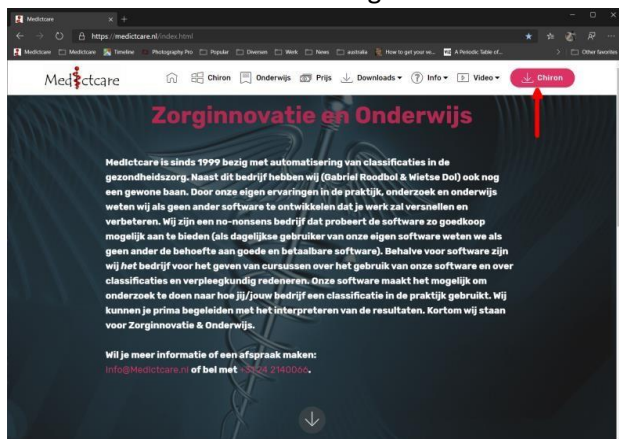 Medictcare
https://medictcare.nl/index.html
Medictcare Medictcare Timeline Photography Pro Populair Diversen Werk News australia How to get your ve... A Periodic Table of... Other favorites
Medictcare Chiron Onderwijs Prijs Downloads Info Video Chiron
Zorginnovatie en Onderwijs
MedIctcare is sinds 1999 bezig met automatisering van classificaties in de
gezondheidszorg. Naast dit bedrijf hebben wij (Gabriel Roodbol & Wietse Dol) ook nog
een gewone baan. Door onze eigen ervaringen in de praktijk, onderzoek en onderwijs
weten wij als geen ander software te ontwikkelen dat je werk zal versnellen en
verbeteren. Wij zijn een no-nonsens bedrijf dat probeert de software zo goedkoop
mogelijk aan te bieden (als dagelijkse gebruiker van onze eigen software weten we als
geen ander de behoefte aan goede en betaalbare software). Behalve voor software zijn
wij het bedrijf voor het geven van cursussen over het gebruik van onze software en over
classificaties en verpleegkundig redeneren. Onze software maakt het mogelijk om
onderzoek te doen naar hoe jij/jouw bedrijf een classificatie in de praktijk gebruikt. Wij
kunnen je prima begeleiden met het interpreteren van de resultaten. Kortom wij staan
voor Zorginnovatie & Onderwijs.
Wil je meer informatie of een afspraak maken:
Info@MedIctcare.nl of bel met 24 2140066.